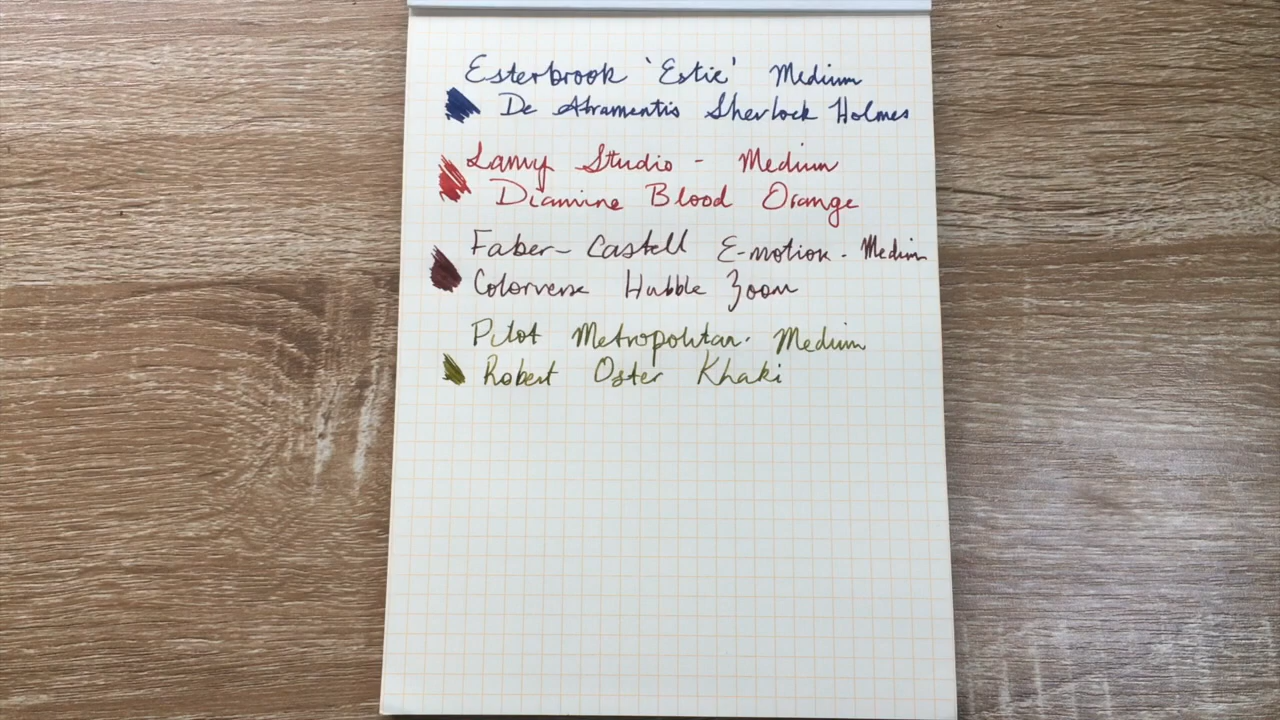 Esterbrook 'Estie' Medium
De Atramentis Sherlock Holmes
Lamy Studio - Medium
Diamine Blood Orange
Faber-Castell E-motion - Medium
Colorverse Hubble Zoom
Pilot Metropolitan - Medium
Robert Oster Khaki